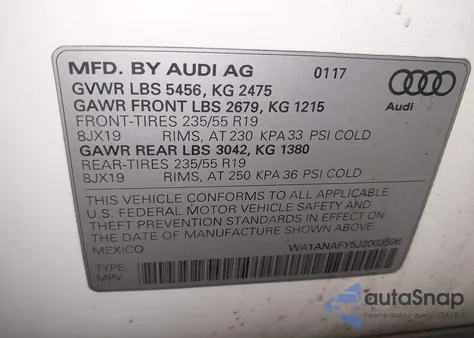 MFD. BY AUDI AG 0117
GVWR LBS 5456, KG 2475
GAWR FRONT LBS 2679, KG 1215
Audi
FRONT-TIRES 235/55 R19
8JX19 RIMS, AT 230 KPA 33 PSI COLD
GAWR REAR LBS 3042, KG 1380
REAR-TIRES 235/55 R19
8JX19 RIMS, AT 250 KPA 36 PSI COLD
THIS VEHICLE CONFORMS TO ALL APPLICABLE
U.S. FEDERAL MOTOR VEHICLE SAFETY AND
THEFT PREVENTION STANDARDS IN EFFECT ON
THE DATE OF MANUFACTURE SHOWN ABOVE.
MEXICO WA1ANAFY5J2003596
TYPE:
MPV
autoSnap